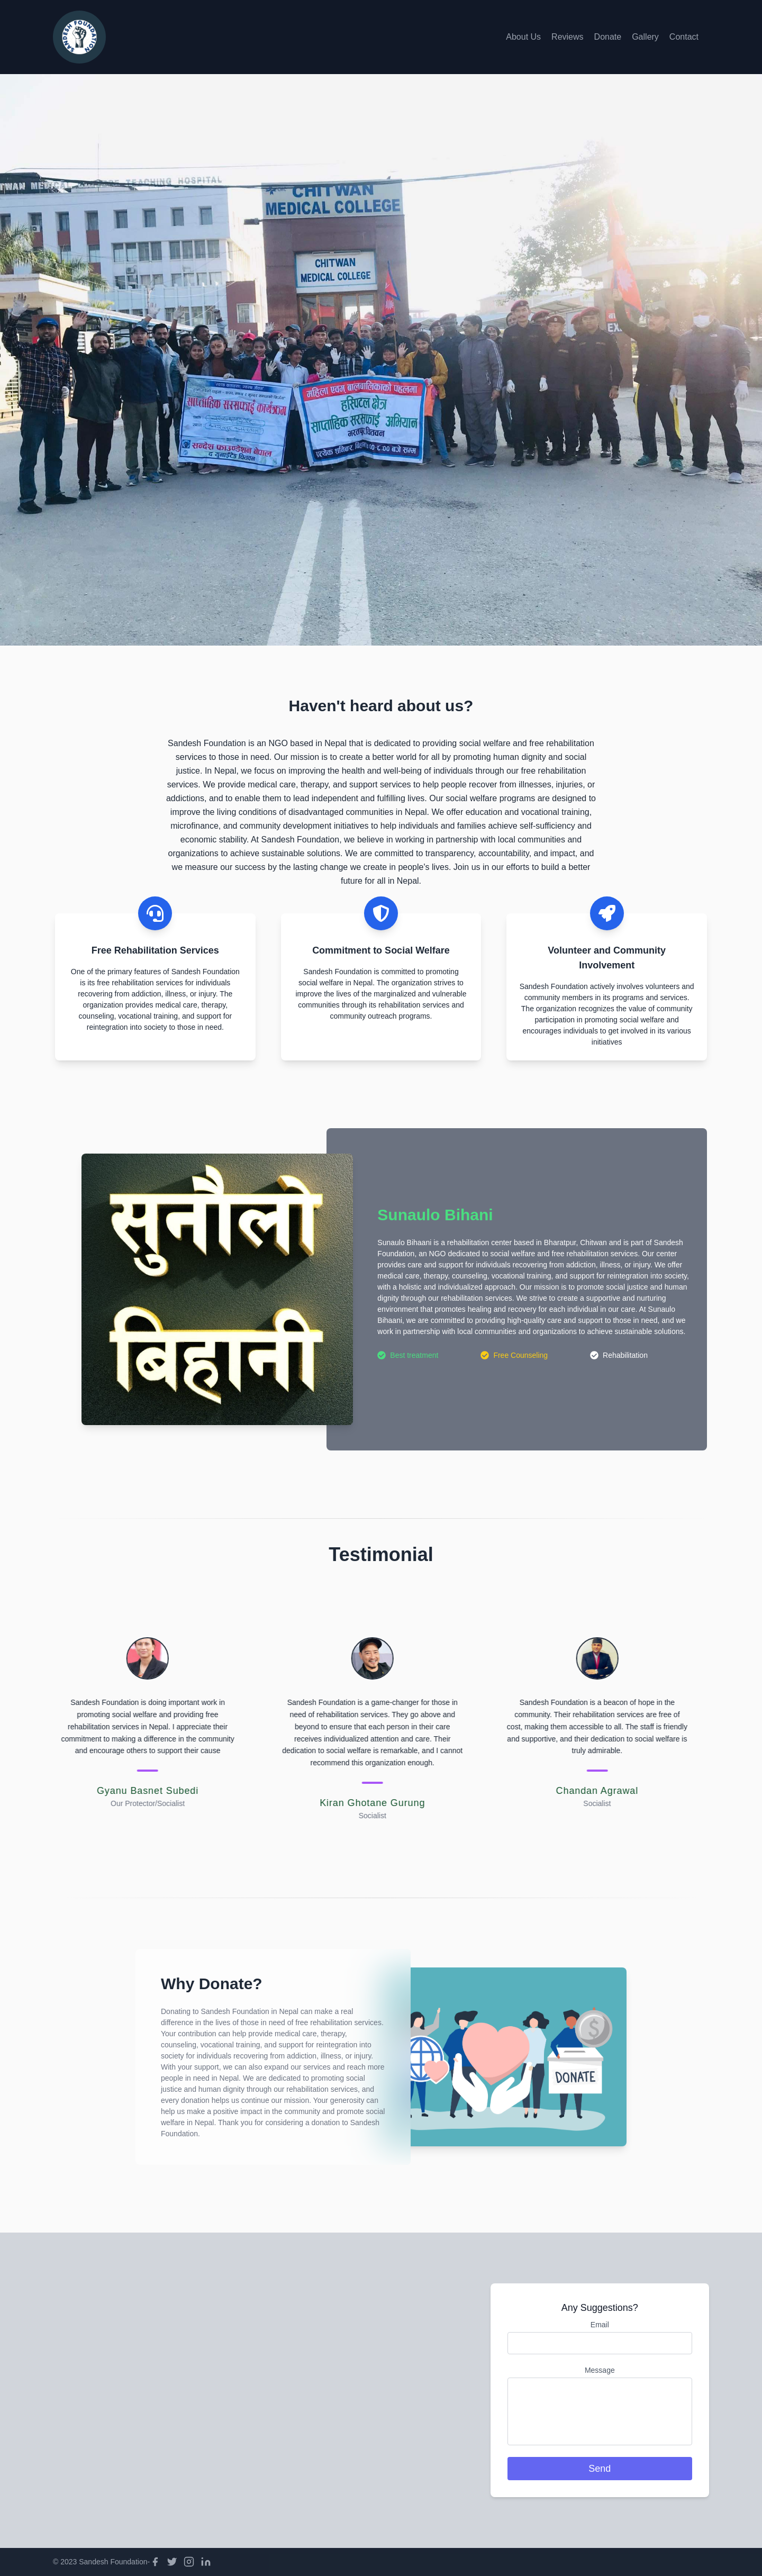 SANDESH FOUNDATION
About Us Reviews Donate Gallery Contact
CHITWAN
MEDICAL COLLEGE
CHITWAN
MEDICAL COLLEGE
TEACHING HOSPITAL
साप्ताहिक सरसफाई कार्यक्रम
सन्देश फाउण्डेशन नेपाल
महिला एवम् बालबालिकाको पहलमा
हस्पिटल क्षेत्र
साप्ताहिक सरसफाई अभियान
भरतपुर चितवन
Haven't heard about us?
Sandesh Foundation is an NGO based in Nepal that is dedicated to providing social welfare and free rehabilitation
services to those in need. Our mission is to create a better world for all by promoting human dignity and social
justice. In Nepal, we focus on improving the health and well-being of individuals through our free rehabilitation
services. We provide medical care, therapy, and support services to help people recover from illnesses, injuries, or
addictions, and to enable them to lead independent and fulfilling lives. Our social welfare programs are designed to
improve the living conditions of disadvantaged communities in Nepal. We offer education and vocational training,
microfinance, and community development initiatives to help individuals and families achieve self-sufficiency and
economic stability. At Sandesh Foundation, we believe in working in partnership with local communities and
organizations to achieve sustainable solutions. We are committed to transparency, accountability, and impact, and
we measure our success by the lasting change we create in people's lives. Join us in our efforts to build a better
future for all in Nepal.
Free Rehabilitation Services
One of the primary features of Sandesh Foundation
is its free rehabilitation services for individuals
recovering from addiction, illness, or injury. The
organization provides medical care, therapy,
counseling, vocational training, and support for
reintegration into society to those in need.
Commitment to Social Welfare
Sandesh Foundation is committed to promoting
social welfare in Nepal. The organization strives to
improve the lives of the marginalized and vulnerable
communities through its rehabilitation services and
community outreach programs.
Volunteer and Community
Involvement
Sandesh Foundation actively involves volunteers and
community members in its programs and services.
The organization recognizes the value of community
participation in promoting social welfare and
encourages individuals to get involved in its various
initiatives
सुनौलो
बिहानी
Sunaulo Bihani
Sunaulo Bihaani is a rehabilitation center based in Bharatpur, Chitwan and is part of Sandesh
Foundation, an NGO dedicated to social welfare and free rehabilitation services. Our center
provides care and support for individuals recovering from addiction, illness, or injury. We offer
medical care, therapy, counseling, vocational training, and support for reintegration into society,
with a holistic and individualized approach. Our mission is to promote social justice and human
dignity through our rehabilitation services. We strive to create a supportive and nurturing
environment that promotes healing and recovery for each individual in our care. At Sunaulo
Bihaani, we are committed to providing high-quality care and support to those in need, and we
work in partnership with local communities and organizations to achieve sustainable solutions.
Best treatment Free Counseling Rehabilitation
Testimonial
Sandesh Foundation is doing important work in
promoting social welfare and providing free
rehabilitation services in Nepal. I appreciate their
commitment to making a difference in the community
and encourage others to support their cause
Gyanu Basnet Subedi
Our Protector/Socialist
Sandesh Foundation is a game-changer for those in
need of rehabilitation services. They go above and
beyond to ensure that each person in their care
receives individualized attention and care. Their
dedication to social welfare is remarkable, and I cannot
recommend this organization enough.
Kiran Ghotane Gurung
Socialist
Sandesh Foundation is a beacon of hope in the
community. Their rehabilitation services are free of
cost, making them accessible to all. The staff is friendly
and supportive, and their dedication to social welfare is
truly admirable.
Chandan Agrawal
Socialist
Why Donate?
Donating to Sandesh Foundation in Nepal can make a real
difference in the lives of those in need of free rehabilitation services.
Your contribution can help provide medical care, therapy,
counseling, vocational training, and support for reintegration into
society for individuals recovering from addiction, illness, or injury.
With your support, we can also expand our services and reach more
people in need in Nepal. We are dedicated to promoting social
justice and human dignity through our rehabilitation services, and
every donation helps us continue our mission. Your generosity can
help us make a positive impact in the community and promote social
welfare in Nepal. Thank you for considering a donation to Sandesh
Foundation.
$
DONATE
Any Suggestions?
Email
Message
Send
© 2023 Sandesh Foundation-